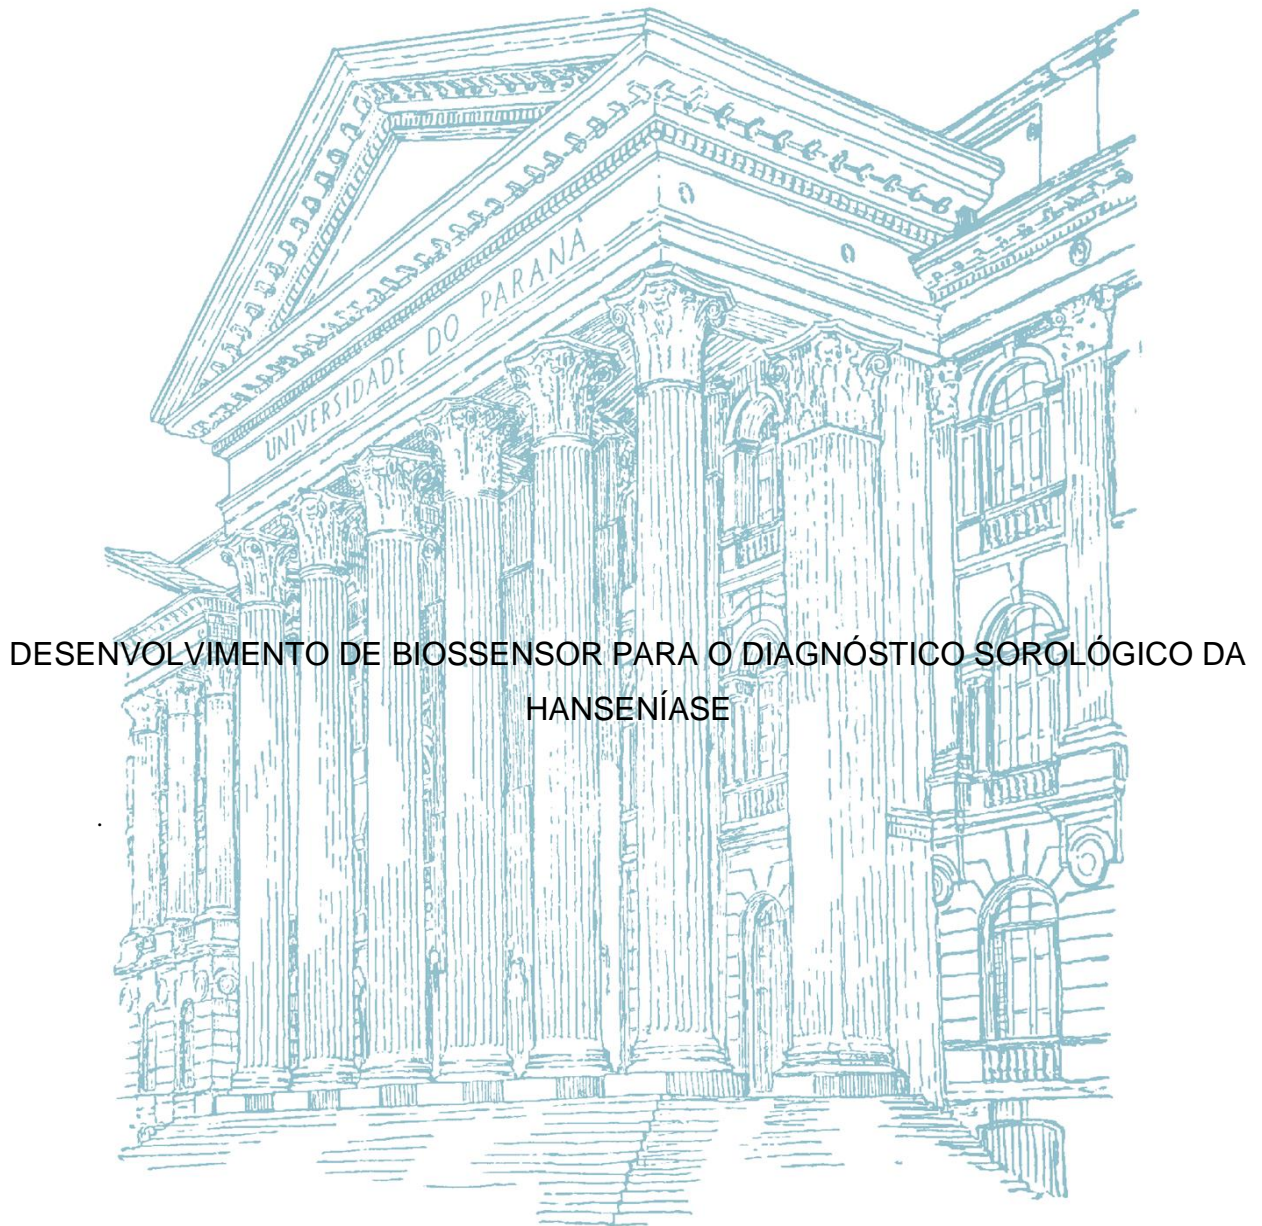 UNIVERSIDADE DO PARANÁ
DESENVOLVIMENTO DE BIOSSENSOR PARA O DIAGNÓSTICO SOROLÓGICO DA
HANSENÍASE
.